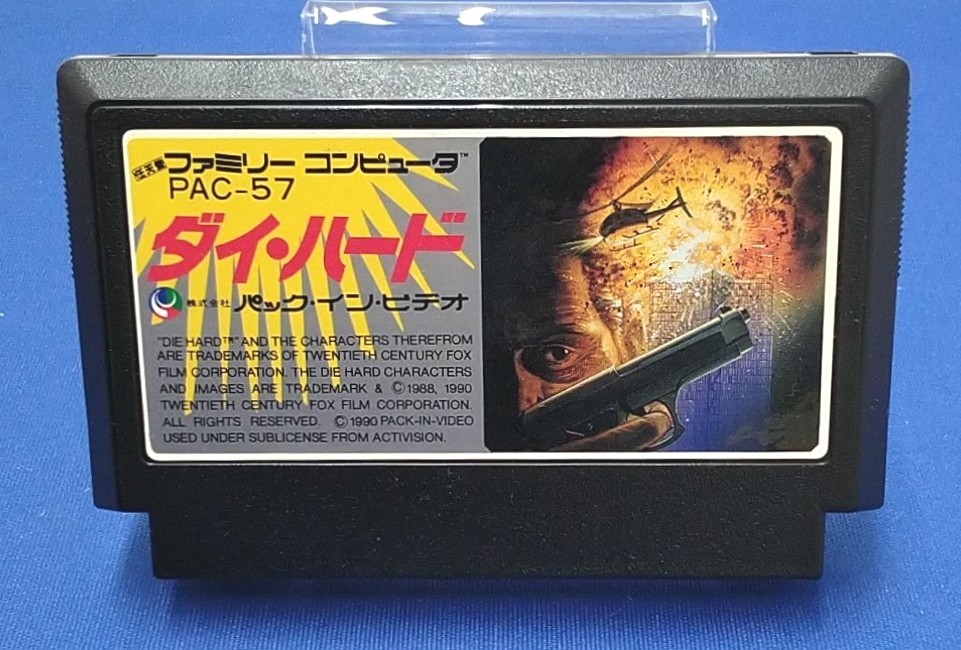 任天堂 ファミリー コンピュータ™
PAC-57
ダイ・ハード
株式会社 パック・イン・ビデオ
"DIE HARD™" AND THE CHARACTERS THEREFROM
ARE TRADEMARKS OF TWENTIETH CENTURY FOX
FILM CORPORATION. THE DIE HARD CHARACTERS
AND IMAGES ARE TRADEMARK & ©1988, 1990
TWENTIETH CENTURY FOX FILM CORPORATION.
ALL RIGHTS RESERVED. ©1990 PACK-IN-VIDEO
USED UNDER SUBLICENSE FROM ACTIVISION.